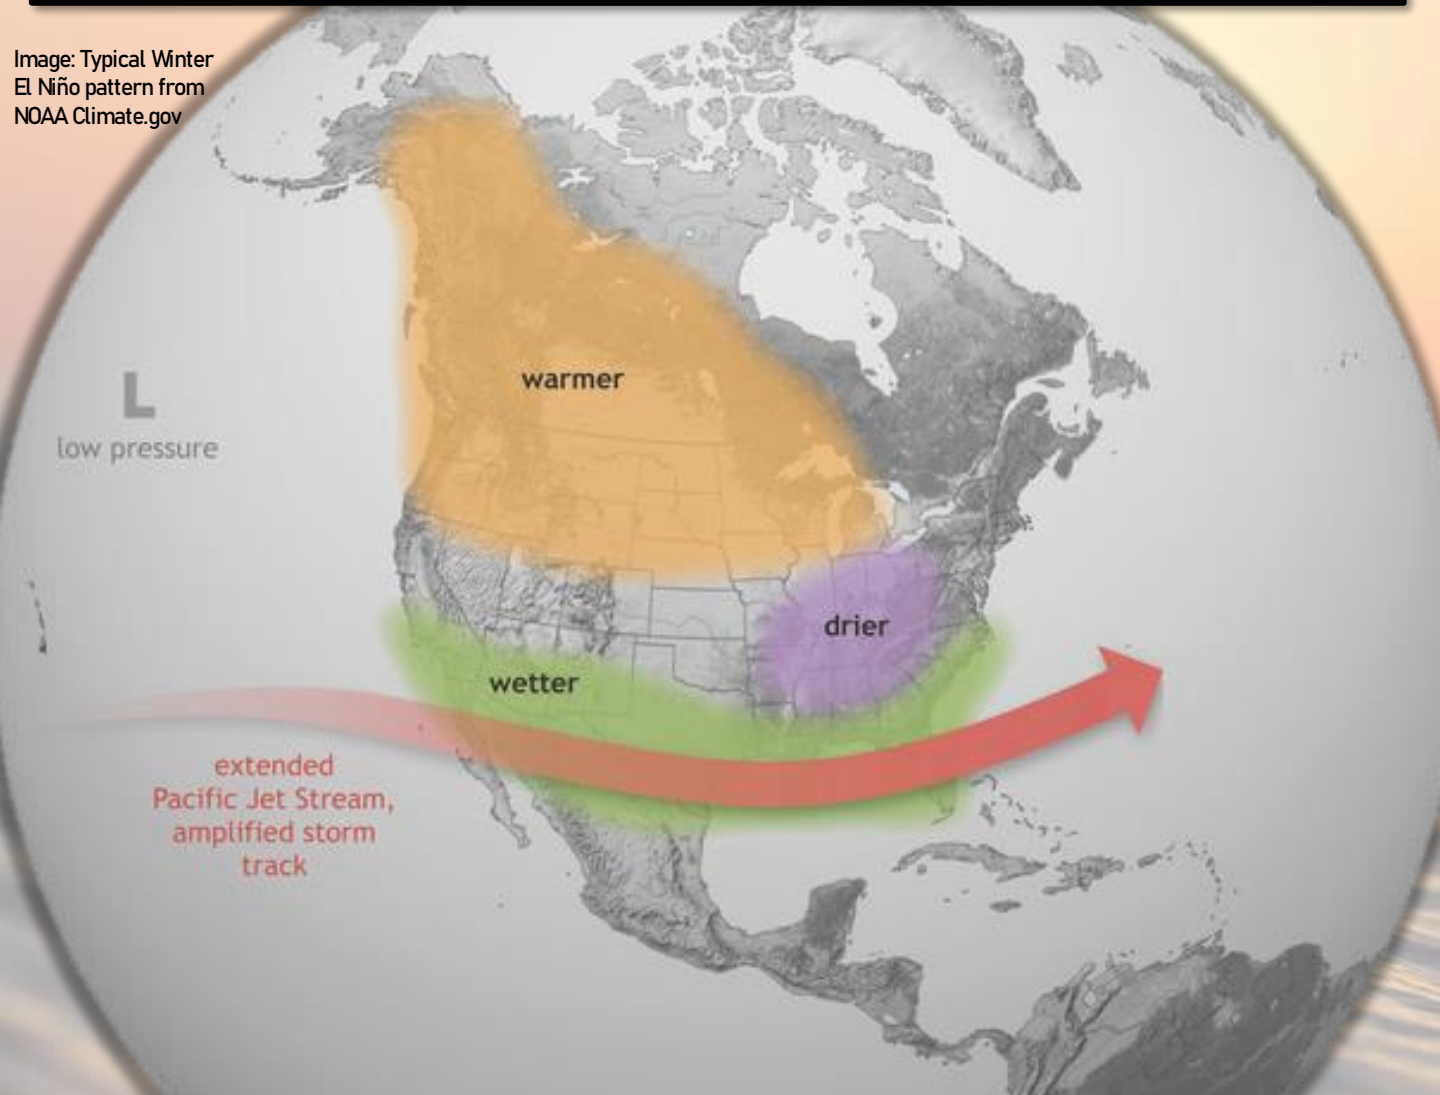 Image: Typical Winter
El Niño pattern from
NOAA Climate.gov
warmer
L
low pressure
drier
wetter
extended
Pacific Jet Stream,
amplified storm
track